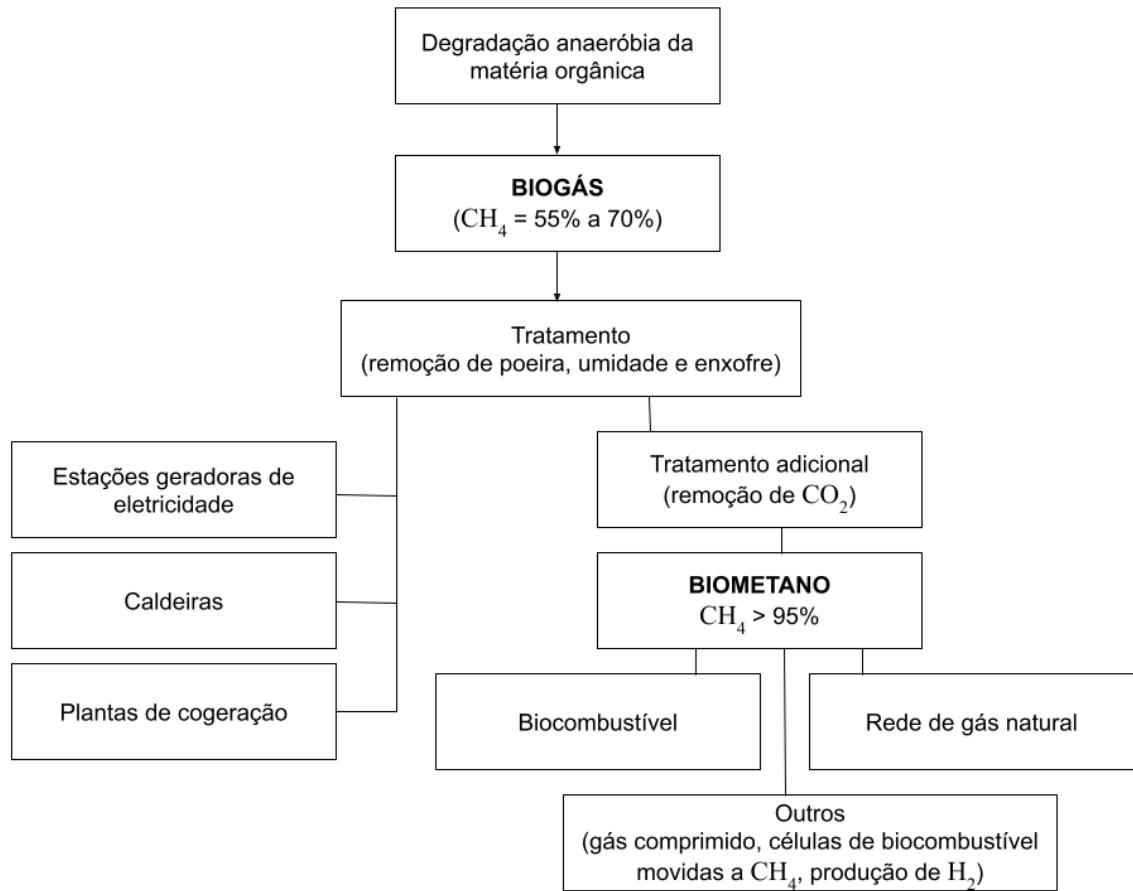 Degradação anaeróbia da
matéria orgânica
BIOGÁS
(CH₄ = 55% a 70%)
Tratamento
(remoção de poeira, umidade e enxofre)
Estações geradoras de
eletricidade
Caldeiras
Plantas de cogeração
Tratamento adicional
(remoção de CO₂)
BIOMETANO
CH₄ > 95%
Biocombustível
Rede de gás natural
Outros
(gás comprimido, células de biocombustível
movidas a CH₄, produção de H₂)